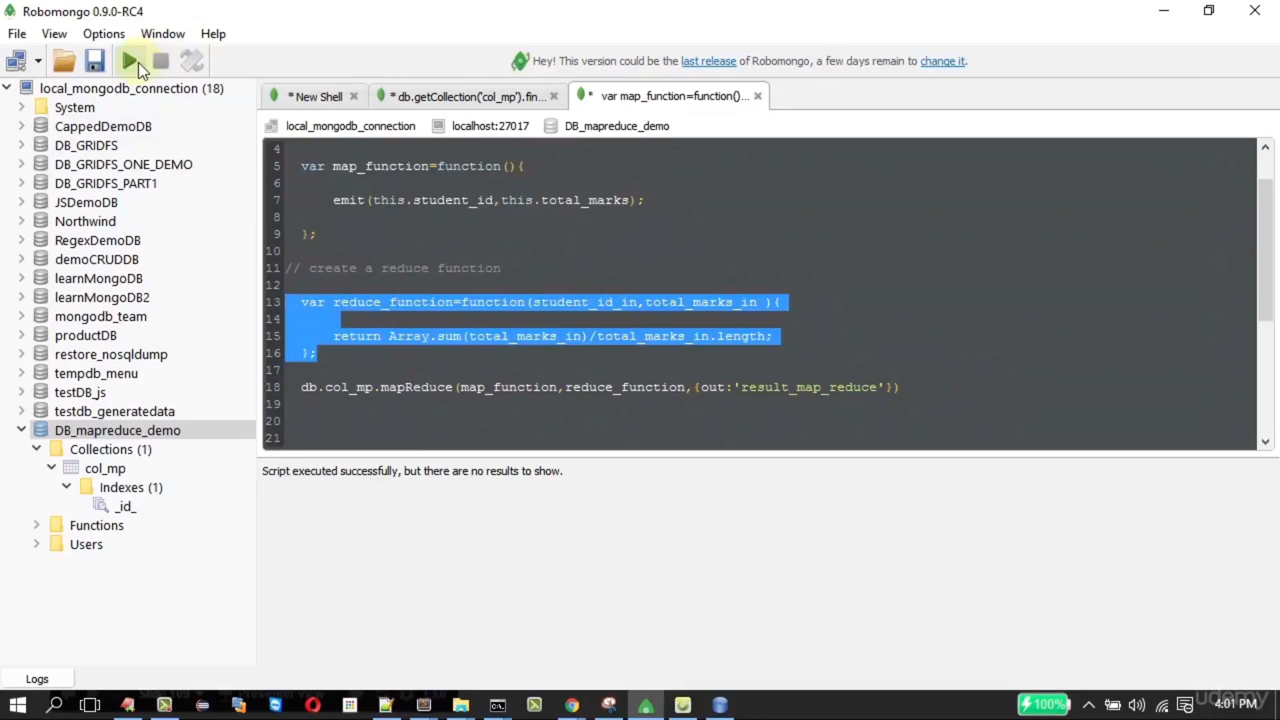 Robomongo 0.9.0-RC4
File View Options Window Help
Hey! This version could be the last release of Robomongo, a few days remain to change it.
local_mongodb_connection (18)
System
CappedDemoDB
DB_GRIDFS
DB_GRIDFS_ONE_DEMO
DB_GRIDFS_PART1
JSDemoDB
Northwind
RegexDemoDB
demoCRUDDB
learnMongoDB
learnMongoDB2
mongodb_team
productDB
restore_nosqldump
tempdb_menu
testDB_js
testdb_generatedata
DB_mapreduce_demo
Collections (1)
col_mp
Indexes (1)
_id_
Functions
Users
* New Shell * db.getCollection('col_mp').fin... * var map_function=function()...
local_mongodb_connection localhost:27017 DB_mapreduce_demo
4
5 var map_function=function(){
6
7 emit(this.student_id,this.total_marks);
8
9 };
10
11 // create a reduce function
12
13 var reduce_function=function(student_id_in,total_marks_in ){
14
15 return Array.sum(total_marks_in)/total_marks_in.length;
16 };
17
18 db.col_mp.mapReduce(map_function,reduce_function,{out:'result_map_reduce'})
19
20
21
Script executed successfully, but there are no results to show.
Logs
100%
4:01 PM
udemy